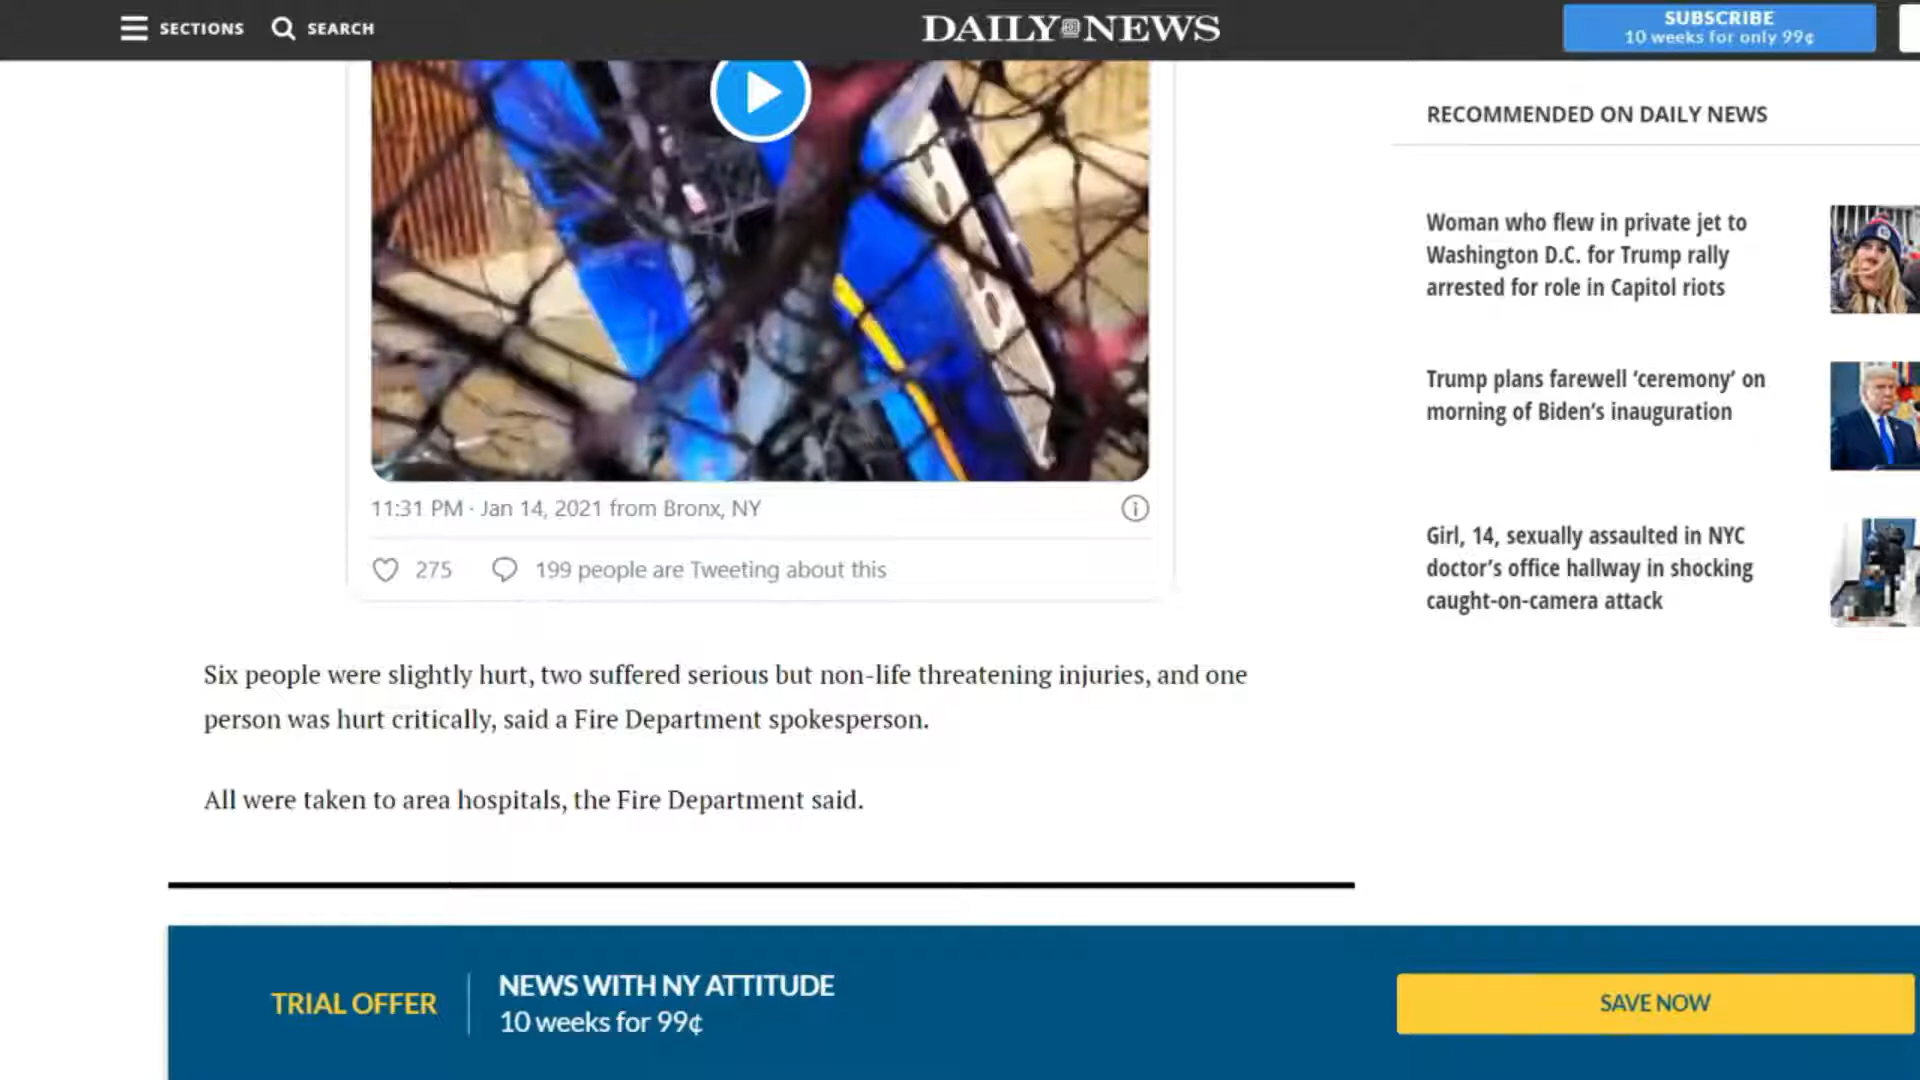 SECTIONS
SEARCH
DAILY NEWS
SUBSCRIBE
10 weeks for only 99¢
11:31 PM · Jan 14, 2021 from Bronx, NY
275
199 people are Tweeting about this
Six people were slightly hurt, two suffered serious but non-life threatening injuries, and one
person was hurt critically, said a Fire Department spokesperson.
All were taken to area hospitals, the Fire Department said.
RECOMMENDED ON DAILY NEWS
Woman who flew in private jet to
Washington D.C. for Trump rally
arrested for role in Capitol riots
Trump plans farewell ‘ceremony’ on
morning of Biden’s inauguration
Girl, 14, sexually assaulted in NYC
doctor’s office hallway in shocking
caught-on-camera attack
TRIAL OFFER
NEWS WITH NY ATTITUDE
10 weeks for 99¢
SAVE NOW